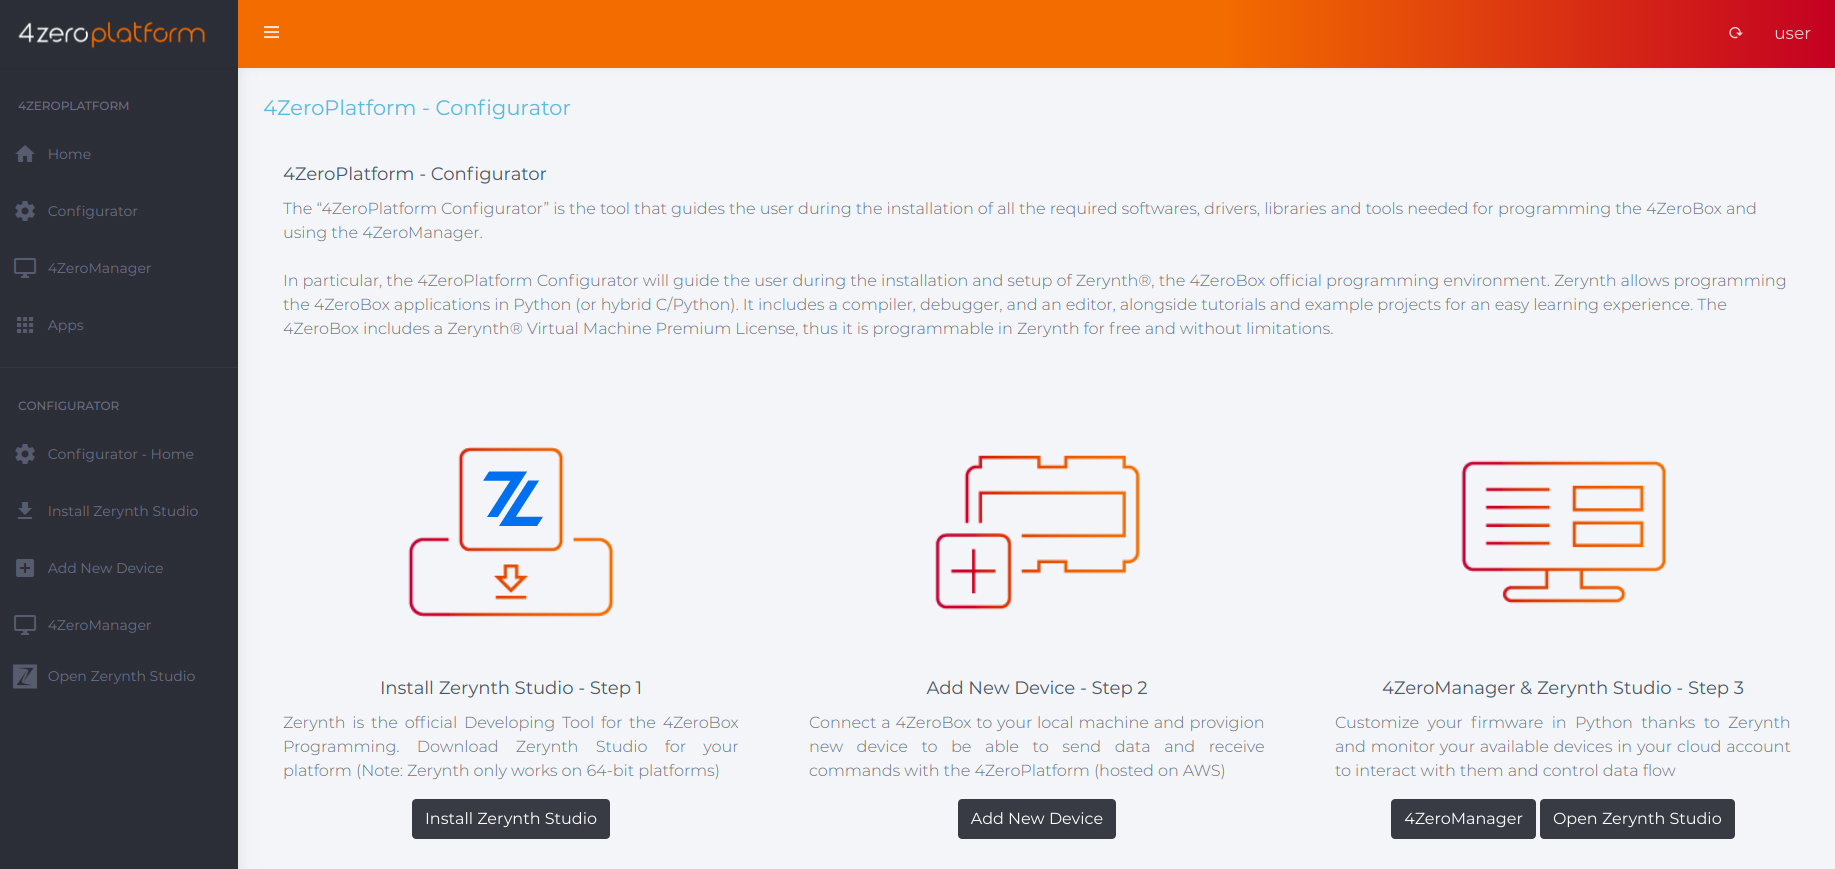 4zeroplatform
user
4ZEROPLATFORM
Home
Configurator
4ZeroManager
Apps
CONFIGURATOR
Configurator - Home
Install Zerynth Studio
Add New Device
4ZeroManager
Open Zerynth Studio
4ZeroPlatform - Configurator
4ZeroPlatform - Configurator
The “4ZeroPlatform Configurator” is the tool that guides the user during the installation of all the required softwares, drivers, libraries and tools needed for programming the 4ZeroBox and
using the 4ZeroManager.
In particular, the 4ZeroPlatform Configurator will guide the user during the installation and setup of Zerynth®, the 4ZeroBox official programming environment. Zerynth allows programming
the 4ZeroBox applications in Python (or hybrid C/Python). It includes a compiler, debugger, and an editor, alongside tutorials and example projects for an easy learning experience. The
4ZeroBox includes a Zerynth® Virtual Machine Premium License, thus it is programmable in Zerynth for free and without limitations.
Install Zerynth Studio - Step 1
Zerynth is the official Developing Tool for the 4ZeroBox
Programming. Download Zerynth Studio for your
platform (Note: Zerynth only works on 64-bit platforms)
Install Zerynth Studio
Add New Device - Step 2
Connect a 4ZeroBox to your local machine and provigion
new device to be able to send data and receive
commands with the 4ZeroPlatform (hosted on AWS)
Add New Device
4ZeroManager & Zerynth Studio - Step 3
Customize your firmware in Python thanks to Zerynth
and monitor your available devices in your cloud account
to interact with them and control data flow
4ZeroManager
Open Zerynth Studio